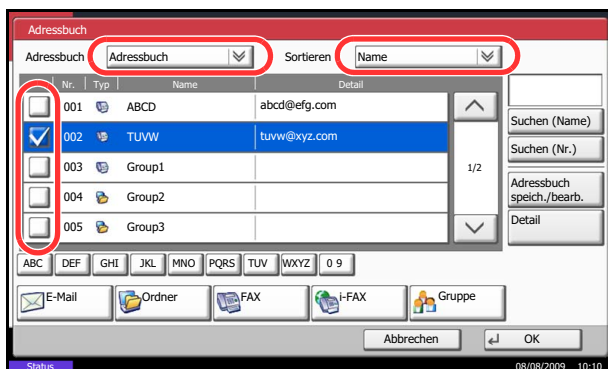 Adressbuch
Adressbuch Adressbuch Sortieren Name
Nr. Typ Name Detail
001 ABCD abcd@efg.com
Suchen (Name)
002 TUVW tuvw@xyz.com
Suchen (Nr.)
003 Group1 1/2
Adressbuch
speich./bearb.
004 Group2
Detail
005 Group3
ABC DEF GHI JKL MNO PQRS TUV WXYZ 0 9
E-Mail Ordner FAX i-FAX Gruppe
Abbrechen OK
Status 08/08/2009 10:10